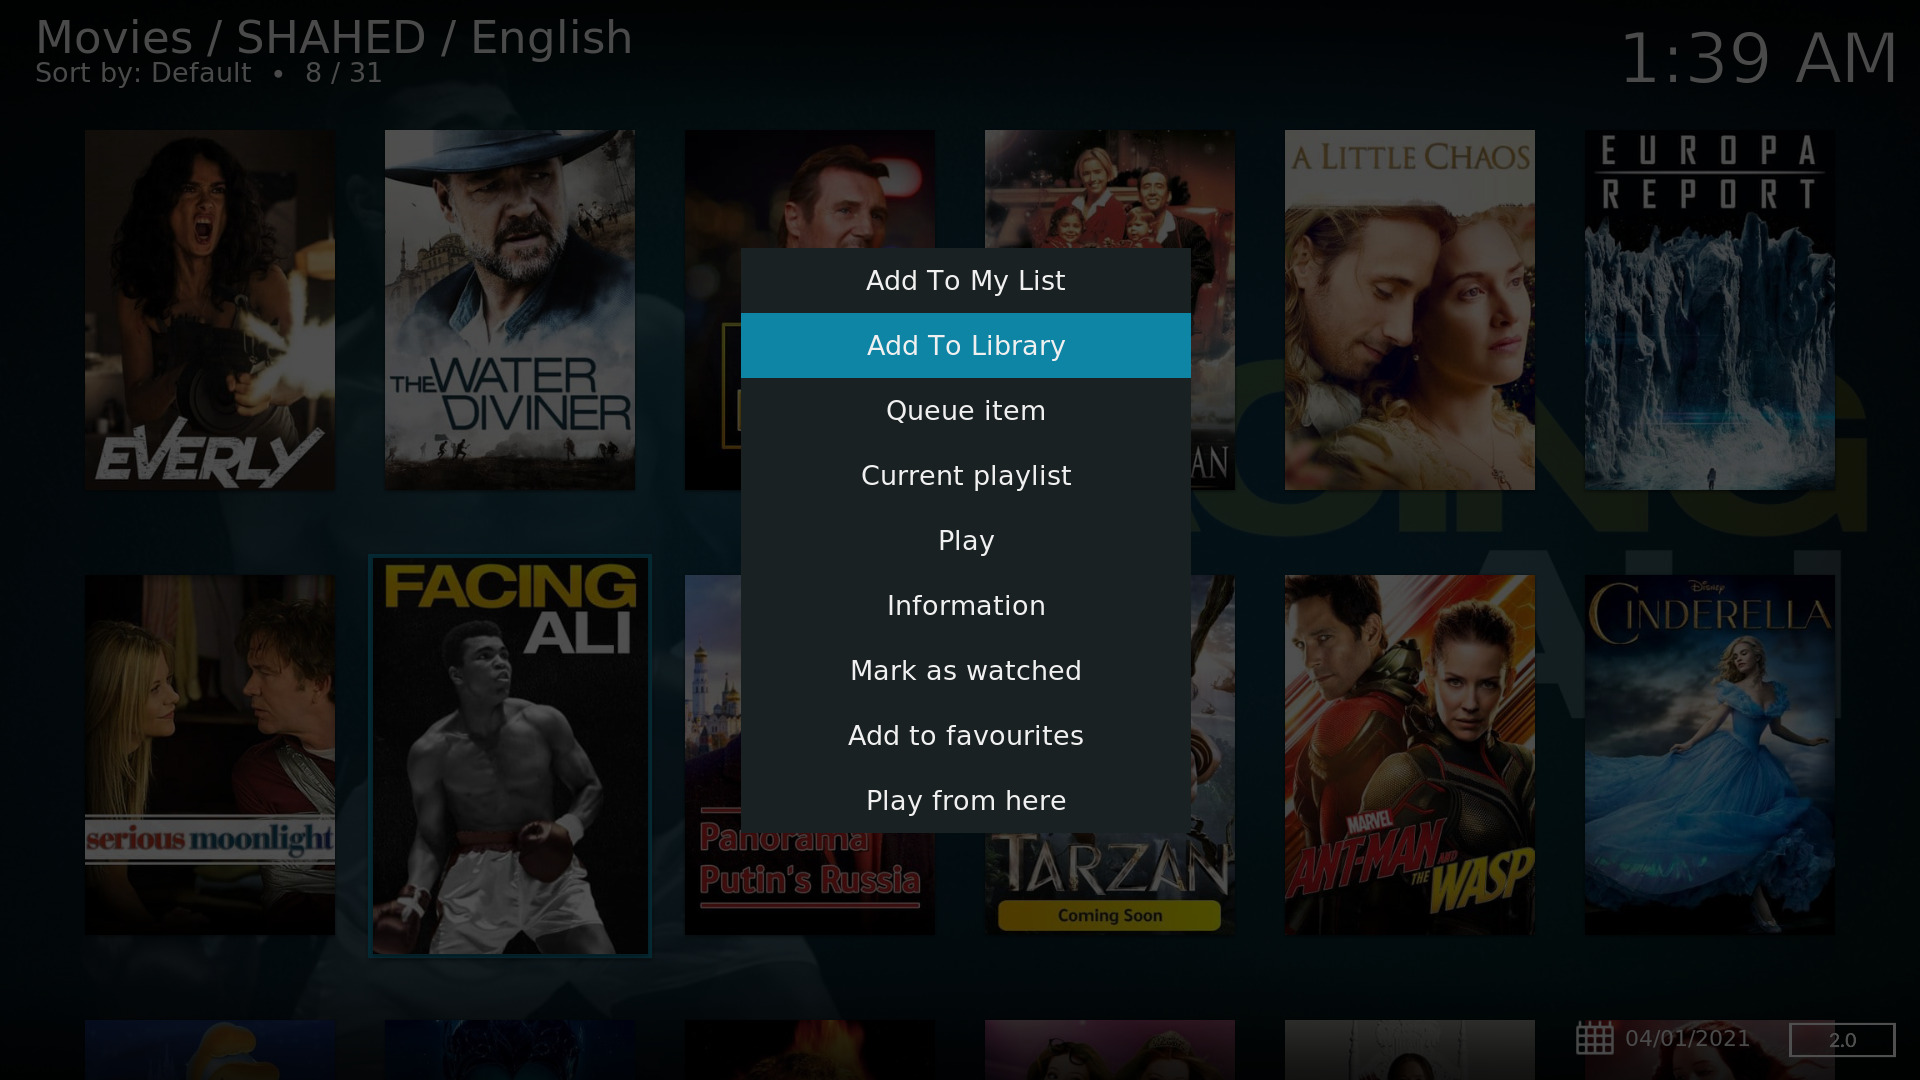 Movies / SHAHED / English
Sort by: Default • 8 / 31
1:39 AM
EVERLY
THE WATER
DIVINER
A LITTLE CHAOS
EUROPA
REPORT
Add To My List
Add To Library
Queue item
Current playlist
Play
Information
Mark as watched
Add to favourites
Play from here
serious moonlight
FACING
ALI
Panorama
Putin's Russia
TARZAN
Coming Soon
MARVEL
ANT-MAN AND
THE WASP
Disney
CINDERELLA
04/01/2021
2.0